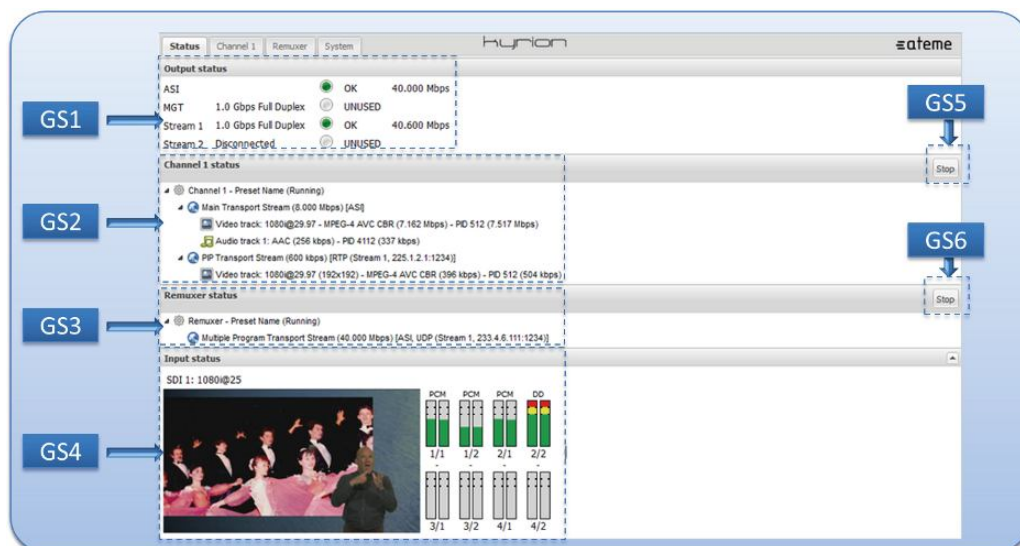 Status Channel 1 Remuxer System kyrion ateme
Output status
ASI OK 40.000 Mbps
MGT 1.0 Gbps Full Duplex UNUSED
Stream 1 1.0 Gbps Full Duplex OK 40.600 Mbps
Stream 2 Disconnected UNUSED
GS1
GS5
Channel 1 status Stop
Channel 1 - Preset Name (Running)
Main Transport Stream (8.000 Mbps) [ASI]
Video track: 1080i@29.97 - MPEG-4 AVC CBR (7.162 Mbps) - PID 512 (7.517 Mbps)
Audio track 1: AAC (256 kbps) - PID 4112 (337 kbps)
PiP Transport Stream (600 kbps) [RTP (Stream 1, 225.1.2.1:1234)]
Video track: 1080i@29.97 (192x192) - MPEG-4 AVC CBR (396 kbps) - PID 512 (504 kbps)
GS2
GS6
Remuxer status Stop
Remuxer - Preset Name (Running)
Multiple Program Transport Stream (40.000 Mbps) [ASI, UDP (Stream 1, 233.4.6.111:1234)]
GS3
Input status
SDI 1: 1080i@25
PCM PCM PCM DD
1/1 1/2 2/1 2/2
- - - -
3/1 3/2 4/1 4/2
GS4